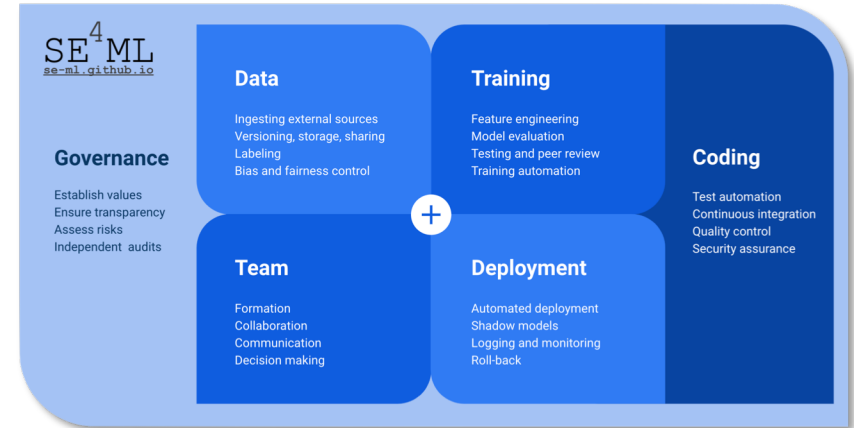 SE4ML
se-ml.github.io
Governance
Establish values
Ensure transparency
Assess risks
Independent audits
Data
Ingesting external sources
Versioning, storage, sharing
Labeling
Bias and fairness control
Training
Feature engineering
Model evaluation
Testing and peer review
Training automation
Team
Formation
Collaboration
Communication
Decision making
Deployment
Automated deployment
Shadow models
Logging and monitoring
Roll-back
Coding
Test automation
Continuous integration
Quality control
Security assurance